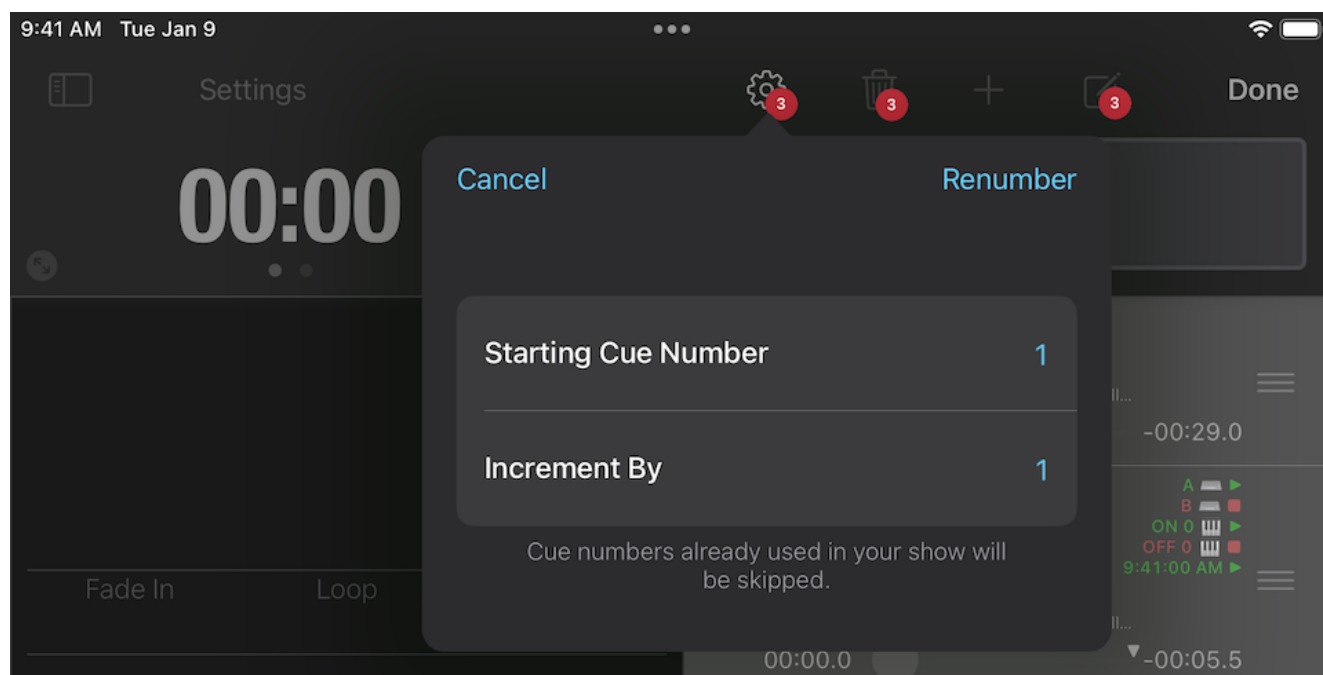 9:41 AM Tue Jan 9
Settings
3
3
3
Done
00:00
Cancel
Renumber
Starting Cue Number 1
Increment By 1
Cue numbers already used in your show will
be skipped.
-00:29.0
A
B
ON 0
OFF 0
9:41:00 AM
Fade In
Loop
00:00.0
-00:05.5